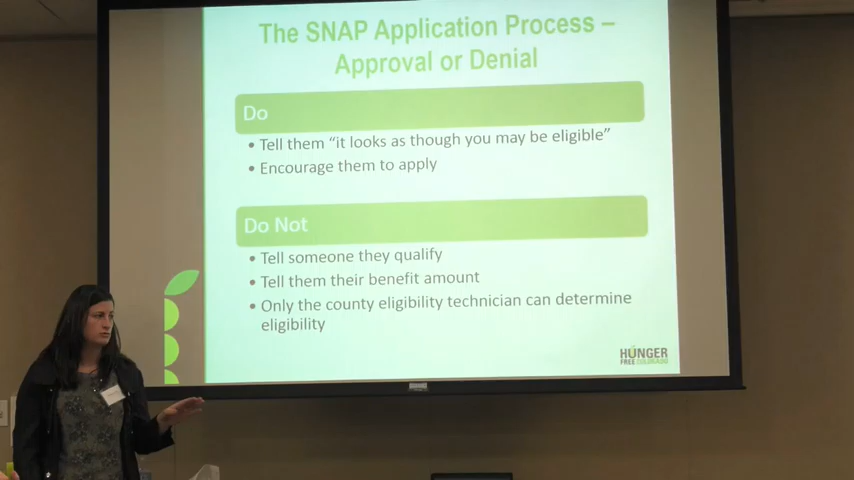 The SNAP Application Process –
Approval or Denial
Do
• Tell them “it looks as though you may be eligible”
• Encourage them to apply
Do Not
• Tell someone they qualify
• Tell them their benefit amount
• Only the county eligibility technician can determine
eligibility
HUNGER
FREE COLORADO